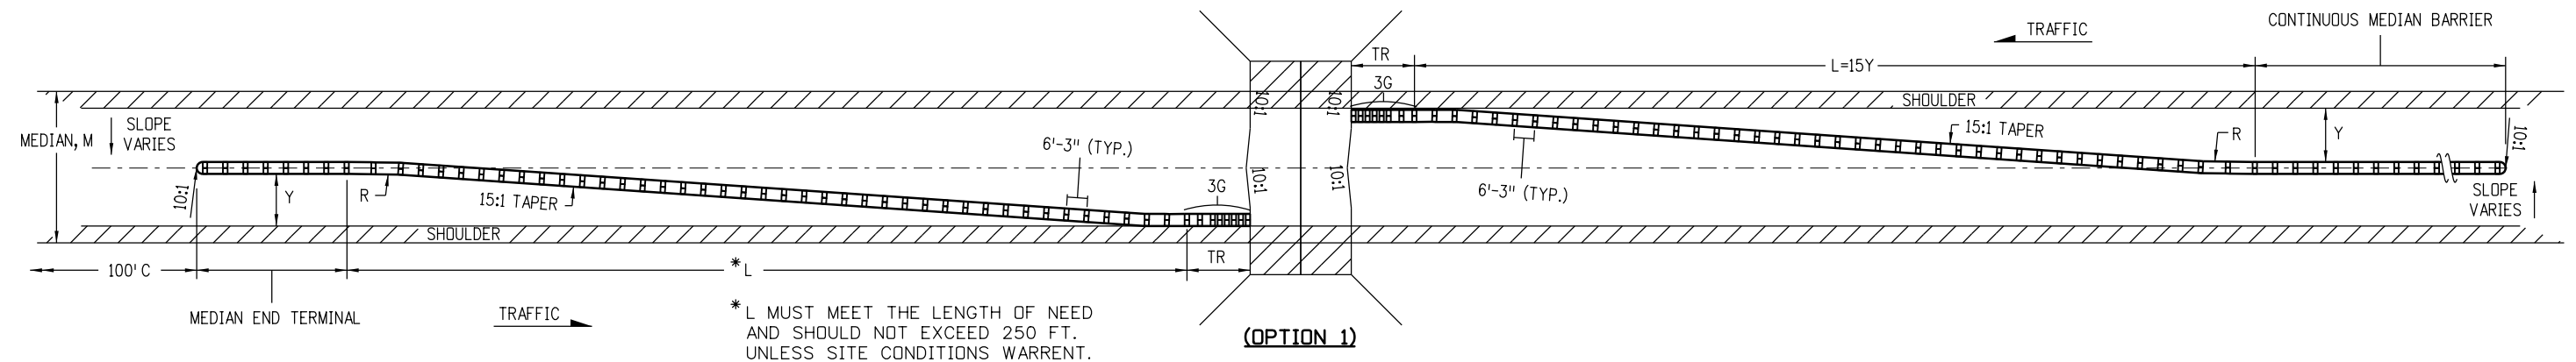 CONTINUOUS MEDIAN BARRIER
TRAFFIC
TR
L=15Y
3G
10:1
10:1
SHOULDER
MEDIAN, M
SLOPE
VARIES
6'-3" (TYP.)
15:1 TAPER
R
Y
10:1
10:1
Y
R
15:1 TAPER
3G
10:1
10:1
6'-3" (TYP.)
SLOPE
VARIES
SHOULDER
100' C
* L
TR
MEDIAN END TERMINAL
TRAFFIC
* L MUST MEET THE LENGTH OF NEED
AND SHOULD NOT EXCEED 250 FT.
UNLESS SITE CONDITIONS WARRENT.
(OPTION 1)